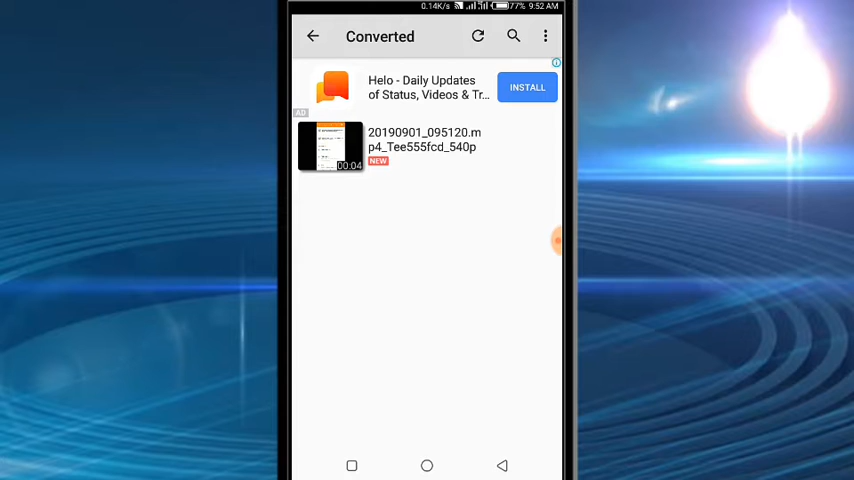 0.14K/s 77% 9:52 AM
Converted
Helo - Daily Updates
of Status, Videos & Tr...
INSTALL
AD
20190901_095120.m
p4_Tee555fcd_540p
NEW
00:04